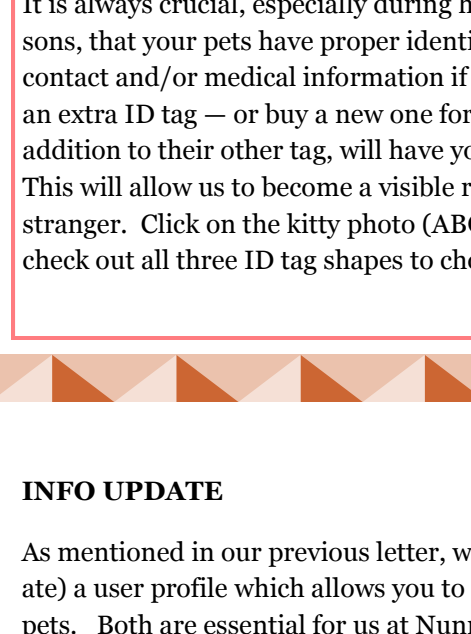 It is always crucial, especially during h
sons, that your pets have proper identi
contact and/or medical information if
an extra ID tag — or buy a new one for
addition to their other tag, will have yo
This will allow us to become a visible r
stranger.  Click on the kitty photo (ABO
check out all three ID tag shapes to cho
INFO UPDATE
As mentioned in our previous letter, w
ate) a user profile which allows you to
pets.   Both are essential for us at Nunn